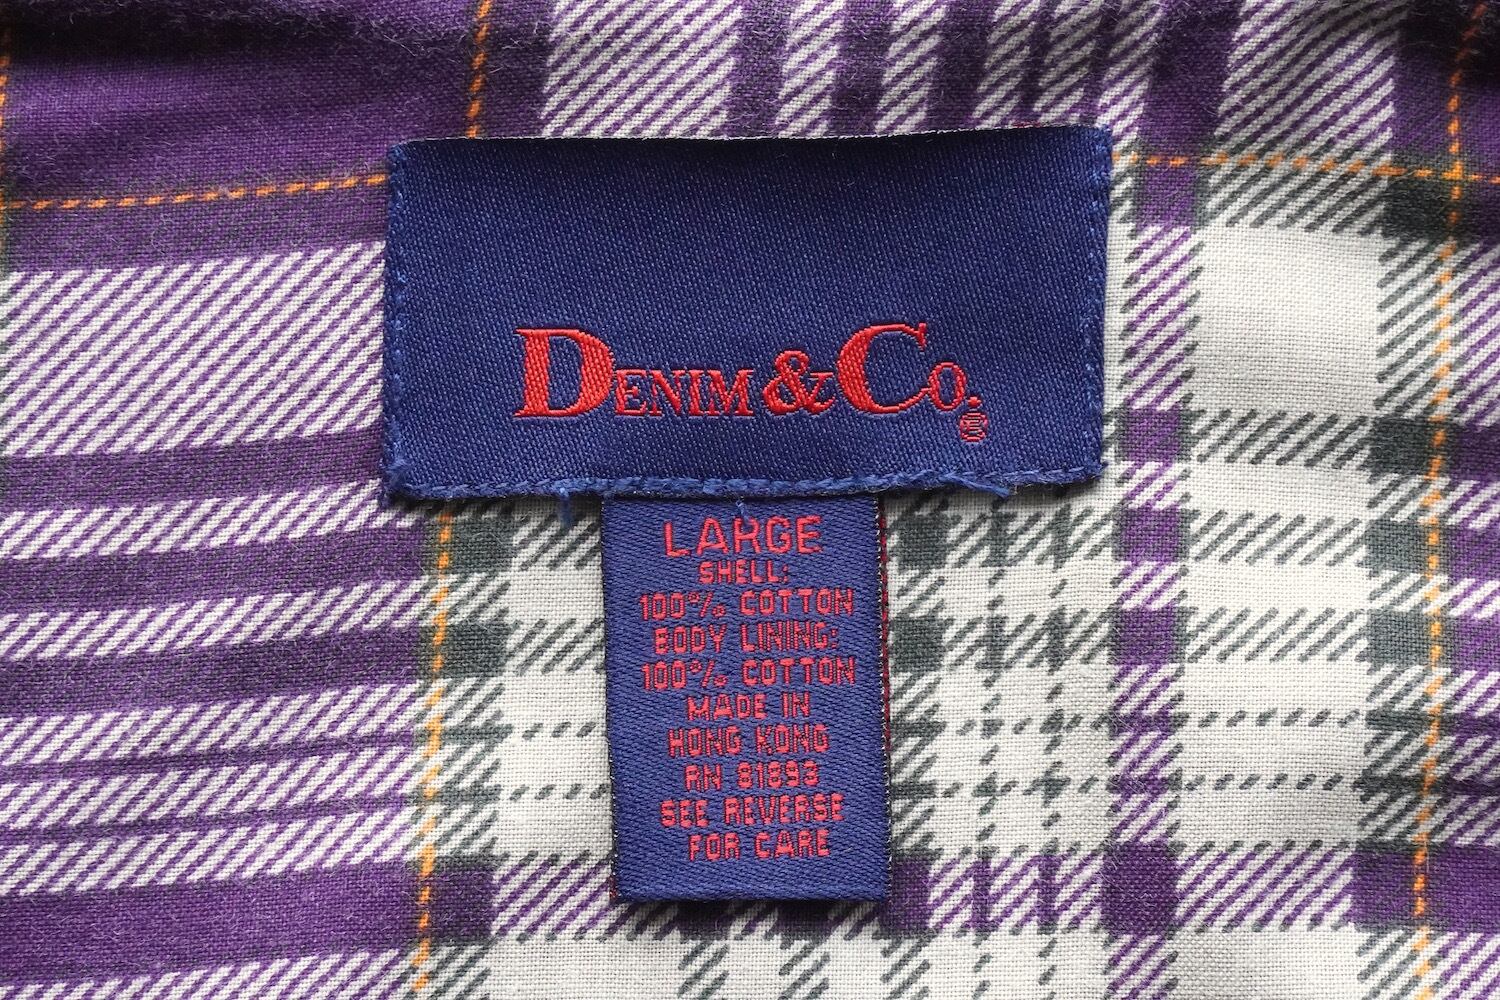 DENIM & CO.®
LARGE
SHELL:
100% COTTON
BODY LINING:
100% COTTON
MADE IN
HONG KONG
RN 81893
SEE REVERSE
FOR CARE